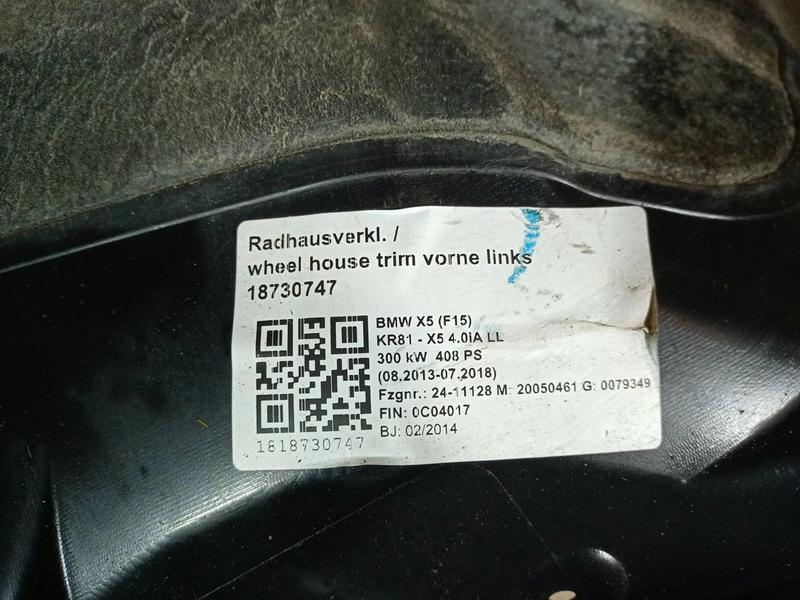 Radhausverkl. /
wheel house trim vorne links
18730747
BMW X5 (F15)
KR81 - X5 4.0iA LL
300 kW 408 PS
(08.2013-07.2018)
Fzgnr.: 24-11128 M: 20050461 G: 0079349
FIN: 0C04017
BJ: 02/2014
1818730747